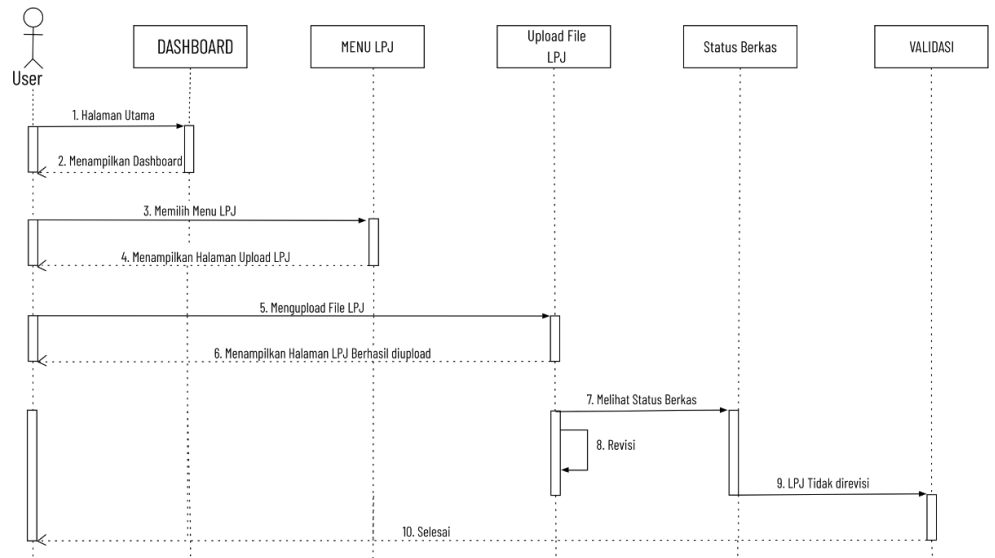 User
DASHBOARD
MENU LPJ
Upload File
LPJ
Status Berkas
VALIDASI
1. Halaman Utama
2. Menampilkan Dashboard
3. Memilih Menu LPJ
4. Menampilkan Halaman Upload LPJ
5. Mengupload File LPJ
6. Menampilkan Halaman LPJ Berhasil diupload
7. Melihat Status Berkas
8. Revisi
9. LPJ Tidak direvisi
10. Selesai